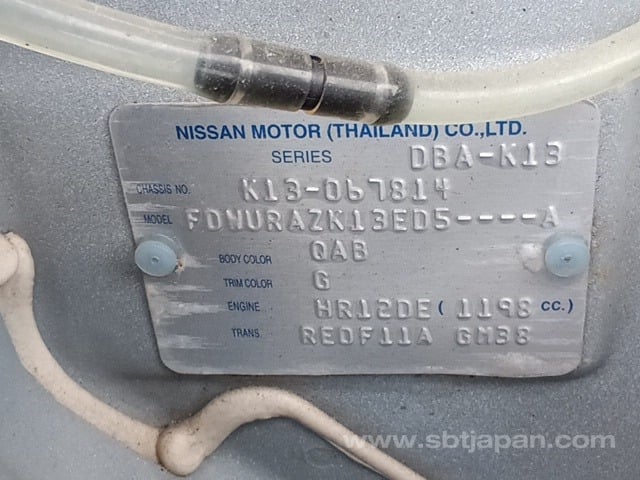 NISSAN MOTOR (THAILAND) CO.,LTD.
SERIES DBA-K13
CHASSIS NO. K13-067814
MODEL FDWURAZK13ED5----A
BODY COLOR QAB
TRIM COLOR G
ENGINE HR12DE ( 1198 CC.)
TRANS RE0F11A GM38
www.sbtjapan.com